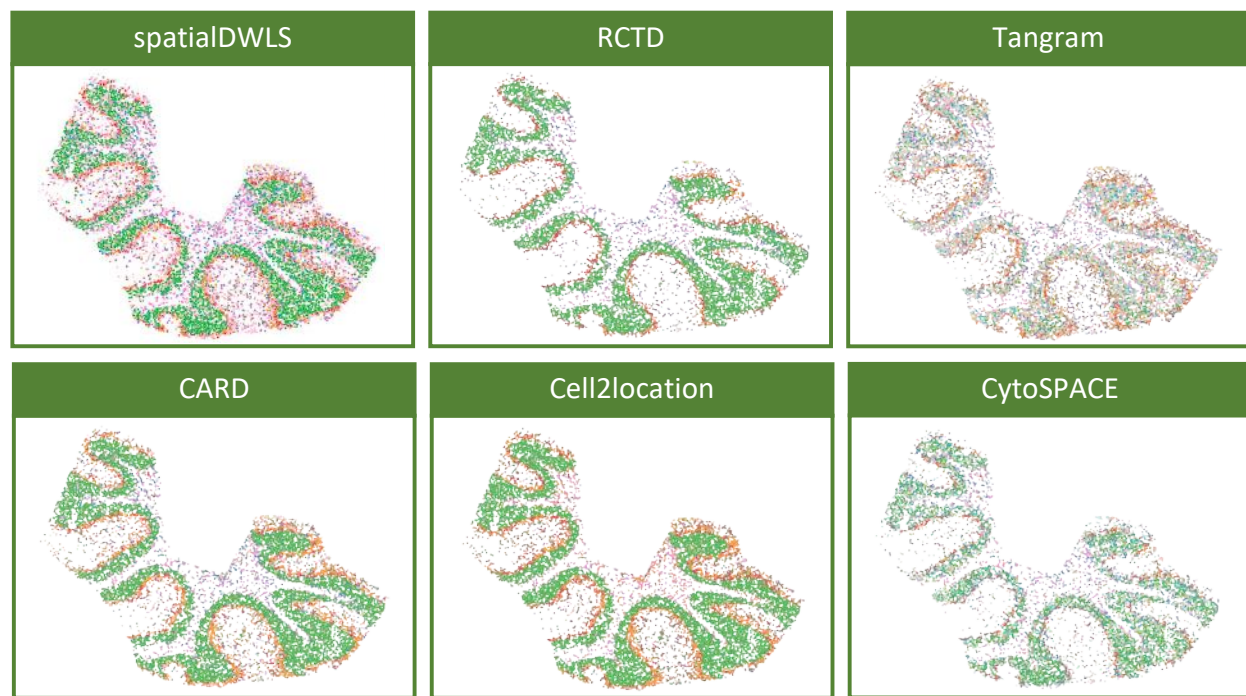 spatialDWLS
RCTD
Tangram
CARD
Cell2location
CytoSPACE